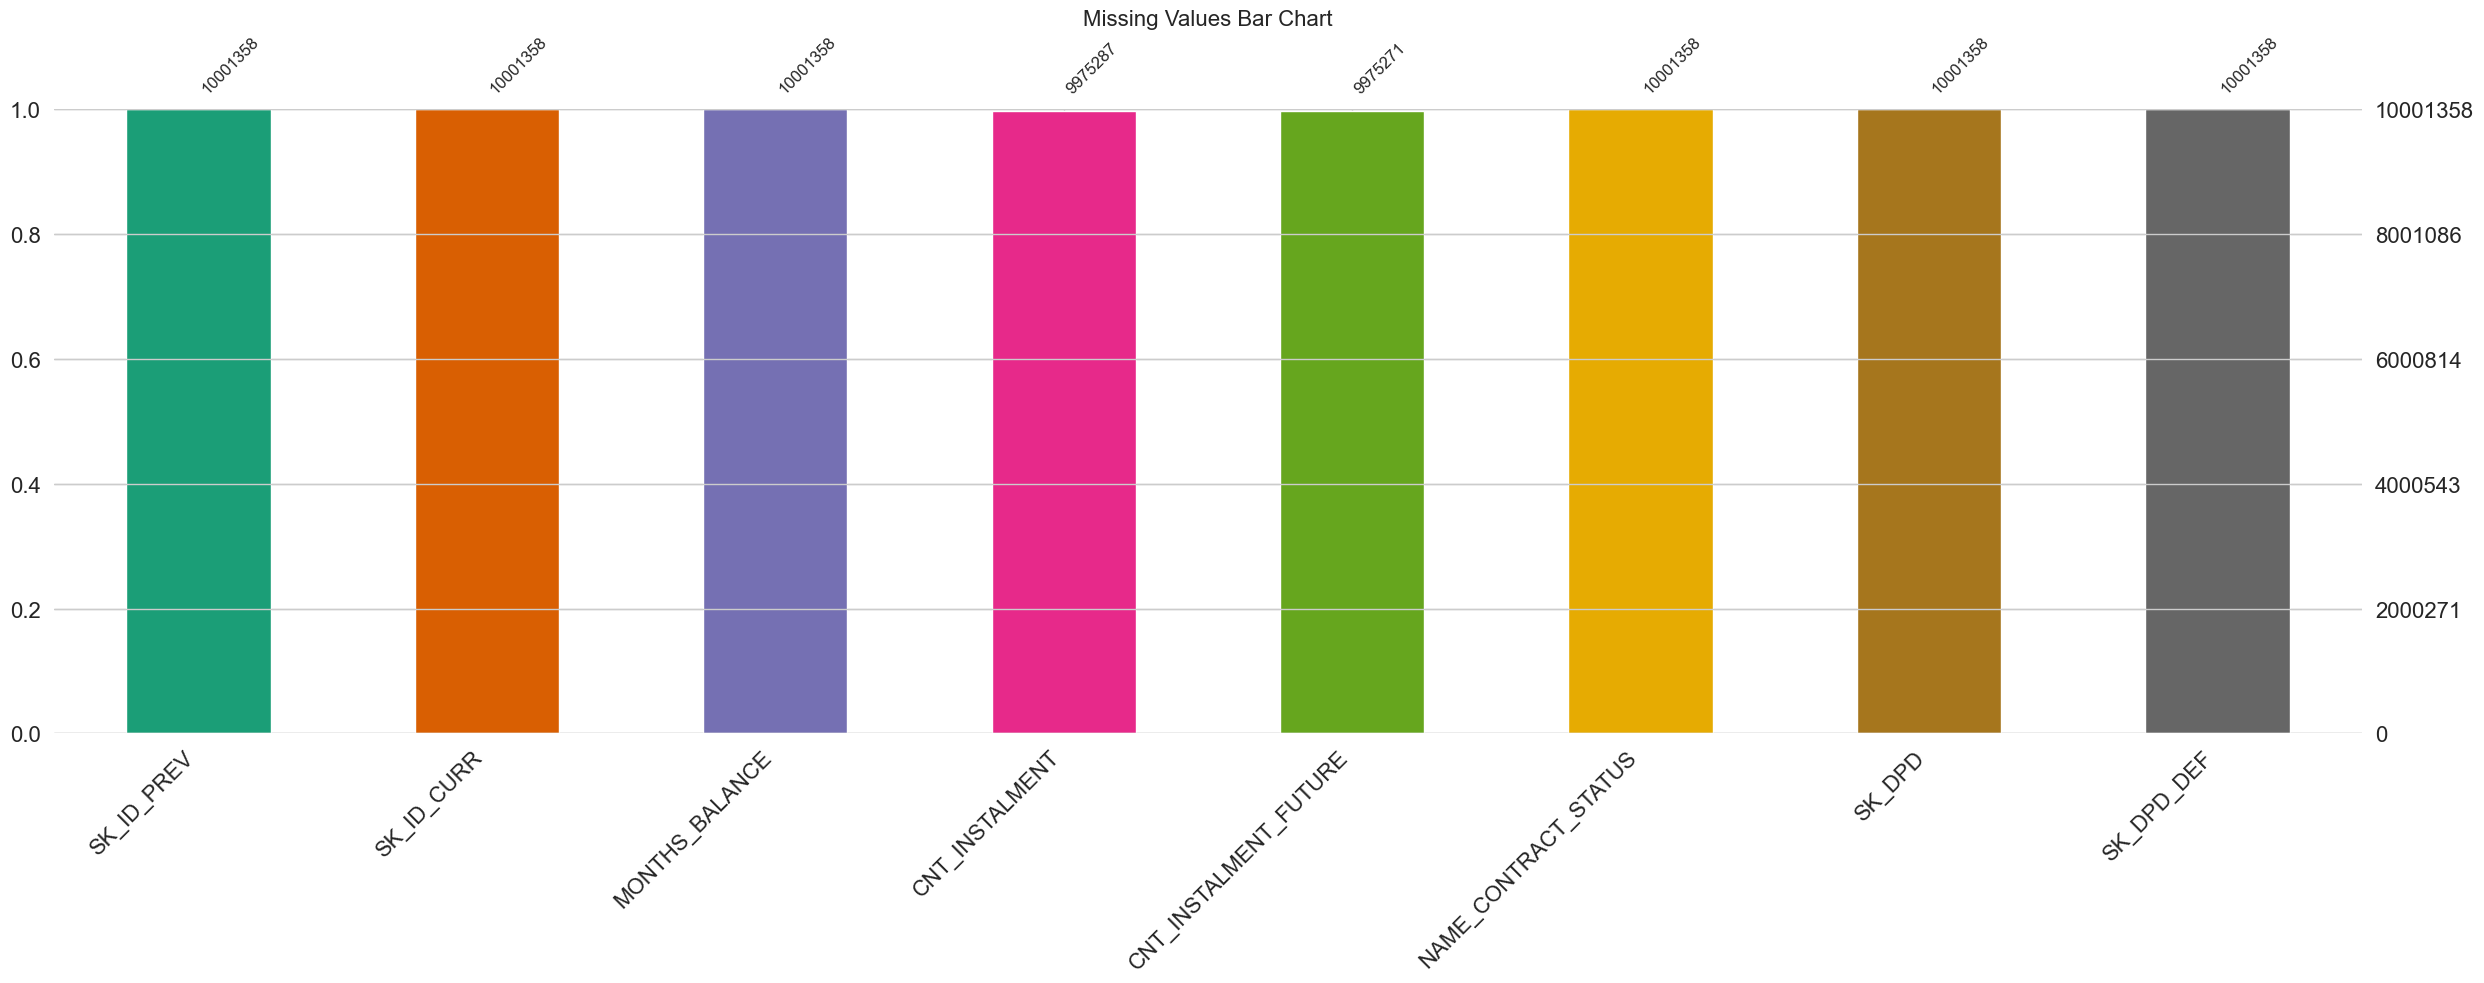 Missing Values Bar Chart
10001358
10001358
10001358
9975287
9975271
10001358
10001358
10001358
1.0
10001358
0.8
8001086
0.6
6000814
0.4
4000543
0.2
2000271
0.0
0
SK_ID_PREV
SK_ID_CURR
MONTHS_BALANCE
CNT_INSTALMENT
CNT_INSTALMENT_FUTURE
NAME_CONTRACT_STATUS
SK_DPD
SK_DPD_DEF